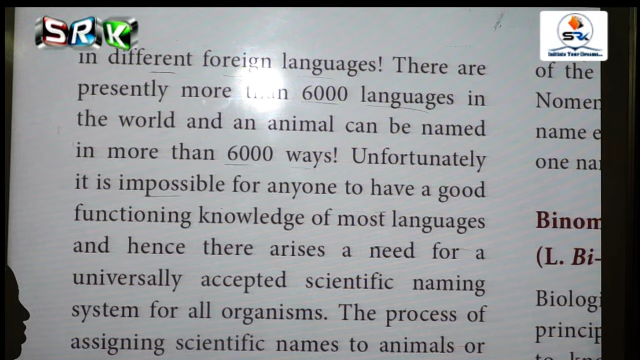 SRK
SRK
Initiate Your Dreams...
in different foreign languages! There are
presently more than 6000 languages in
the world and an animal can be named
in more than 6000 ways! Unfortunately
it is impossible for anyone to have a good
functioning knowledge of most languages
and hence there arises a need for a
universally accepted scientific naming
system for all organisms. The process of
assigning scientific names to animals or
of the
Nomen
name e
one na
Binom
(L. Bi-
Biologi
princip